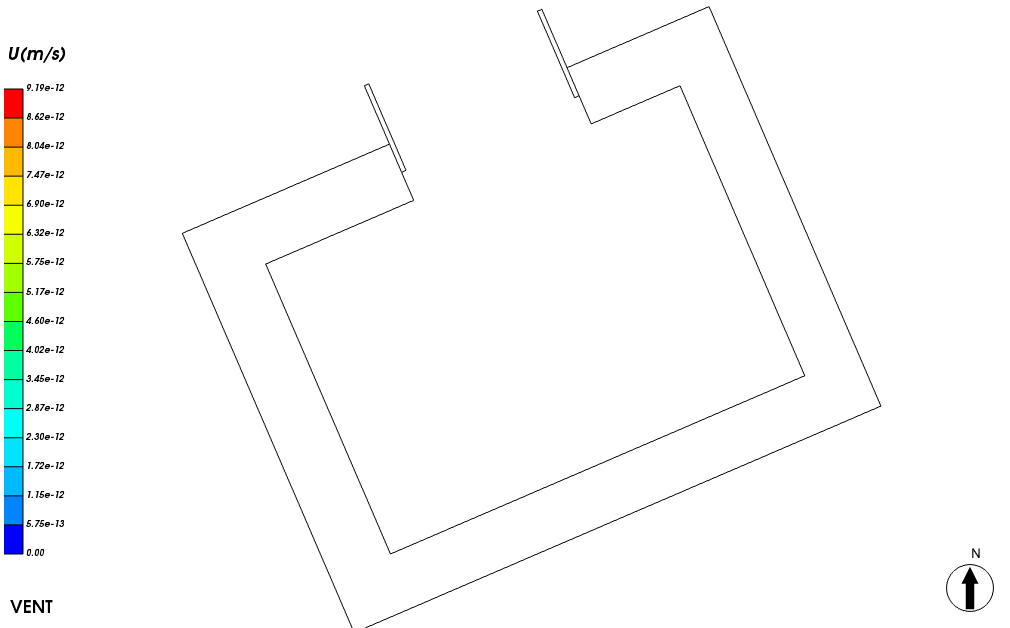 U(m/s)
9.19e-12
8.62e-12
8.04e-12
7.47e-12
6.90e-12
6.32e-12
5.75e-12
5.17e-12
4.60e-12
4.02e-12
3.45e-12
2.87e-12
2.30e-12
1.72e-12
1.15e-12
5.75e-13
0.00
N
VENT